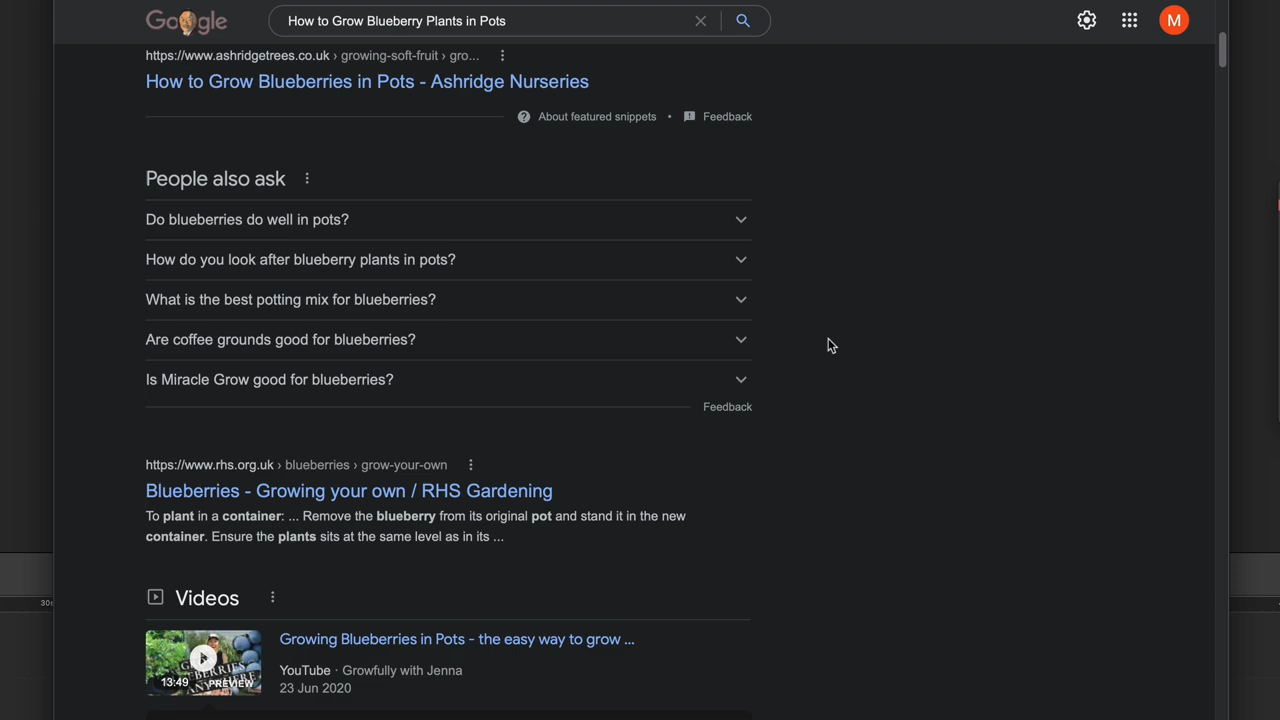 Google
How to Grow Blueberry Plants in Pots
M
https://www.ashridgetrees.co.uk › growing-soft-fruit › gro...
How to Grow Blueberries in Pots - Ashridge Nurseries
About featured snippets • Feedback
People also ask
Do blueberries do well in pots?
How do you look after blueberry plants in pots?
What is the best potting mix for blueberries?
Are coffee grounds good for blueberries?
Is Miracle Grow good for blueberries?
Feedback
https://www.rhs.org.uk › blueberries › grow-your-own
Blueberries - Growing your own / RHS Gardening
To plant in a container: ... Remove the blueberry from its original pot and stand it in the new
container. Ensure the plants sits at the same level as in its ...
30s
Videos
Growing Blueberries in Pots - the easy way to grow ...
YouTube · Growfully with Jenna
23 Jun 2020
13:49
PREVIEW